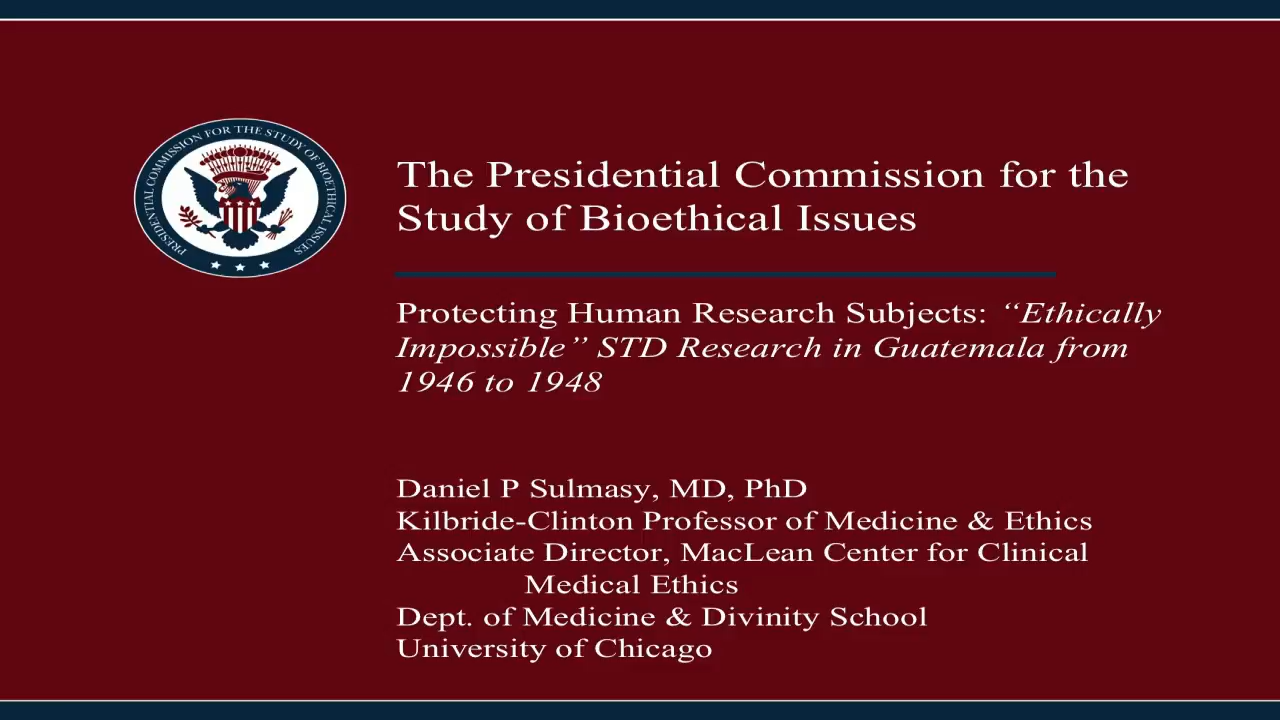 PRESIDENTIAL COMMISSION FOR THE STUDY OF BIOETHICAL ISSUES
The Presidential Commission for the
Study of Bioethical Issues
Protecting Human Research Subjects: “Ethically
Impossible” STD Research in Guatemala from
1946 to 1948
Daniel P Sulmasy, MD, PhD
Kilbride-Clinton Professor of Medicine & Ethics
Associate Director, MacLean Center for Clinical
Medical Ethics
Dept. of Medicine & Divinity School
University of Chicago